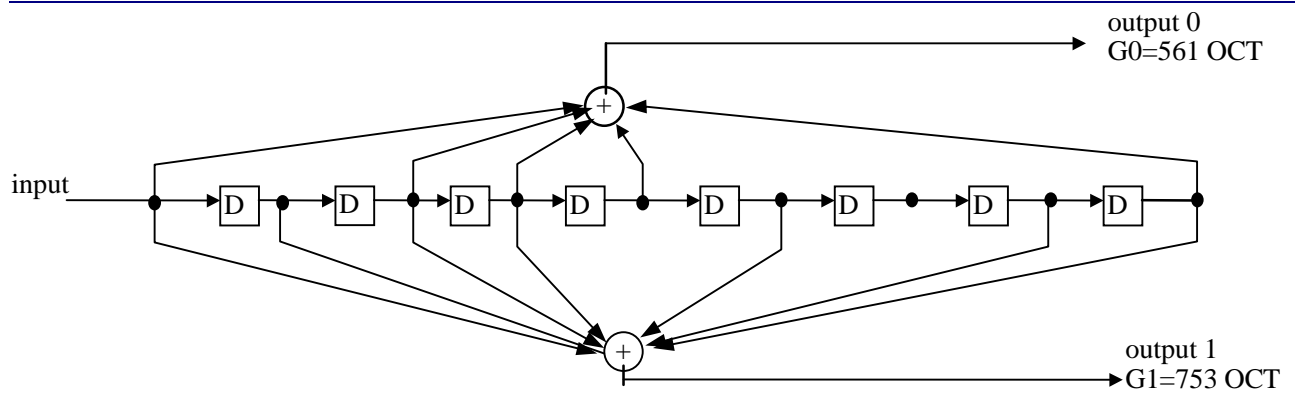 output 0
G0=561 OCT
+
input
D D D D D D D D
+
output 1
G1=753 OCT